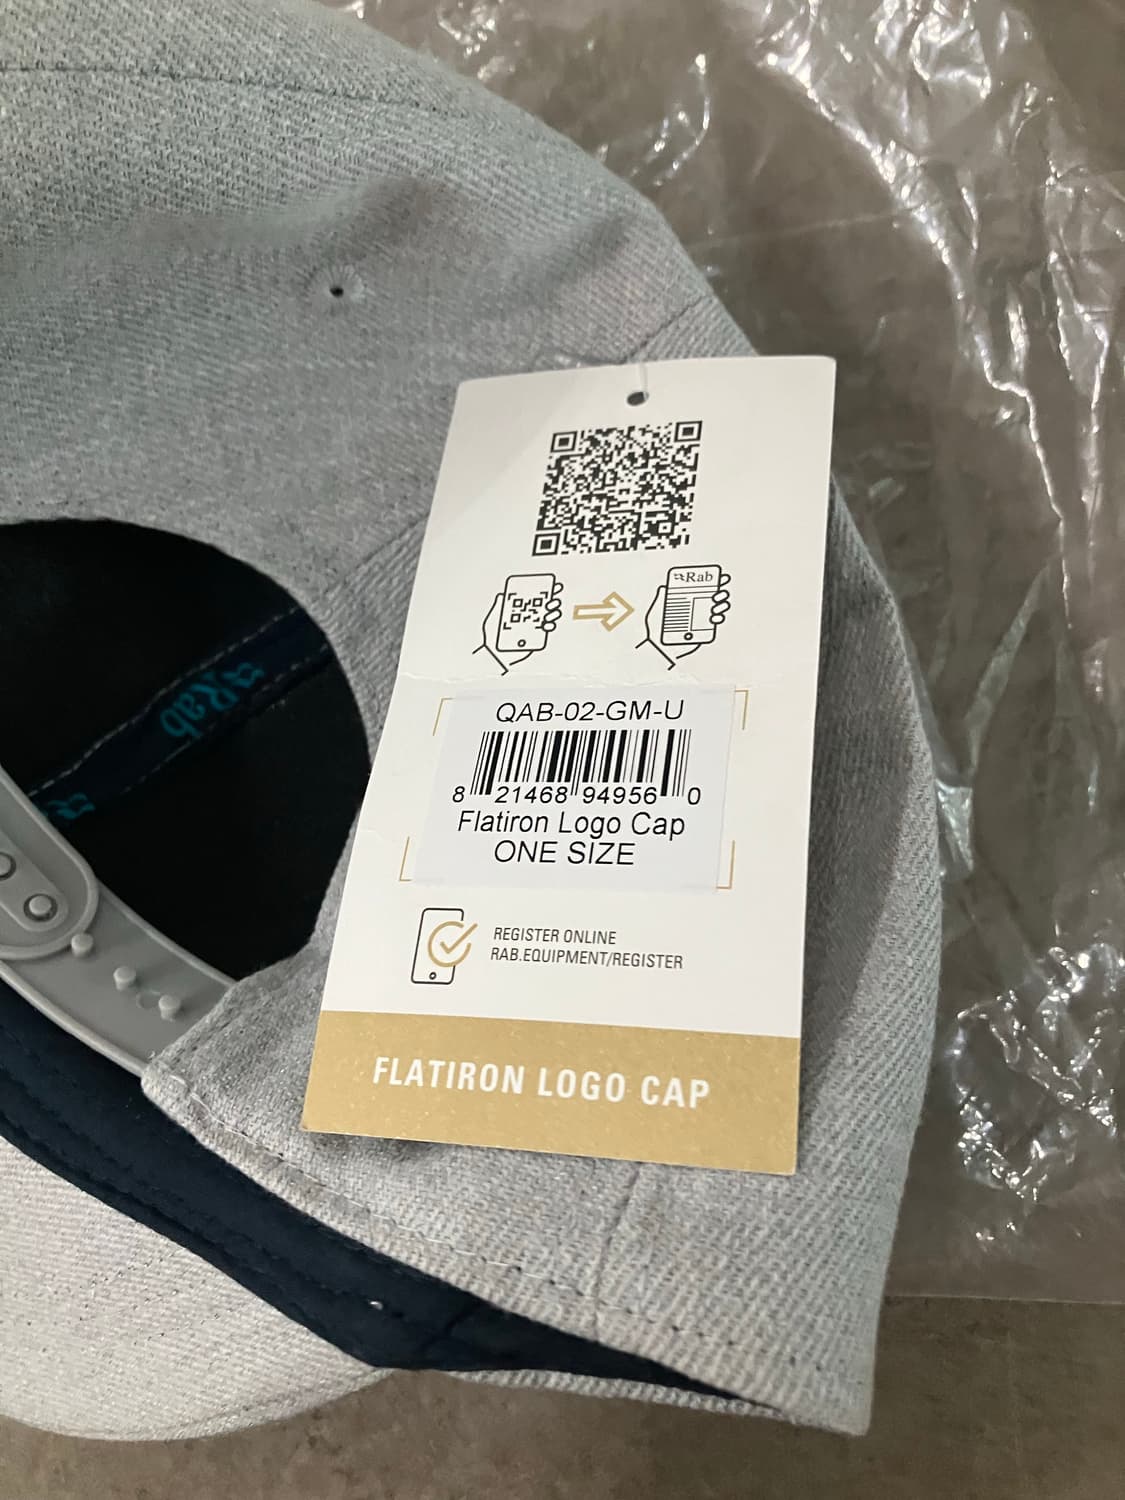 Rab
QAB-02-GM-U
8 21468 94956 0
Flatiron Logo Cap
ONE SIZE
REGISTER ONLINE
RAB.EQUIPMENT/REGISTER
FLATIRON LOGO CAP
Rab